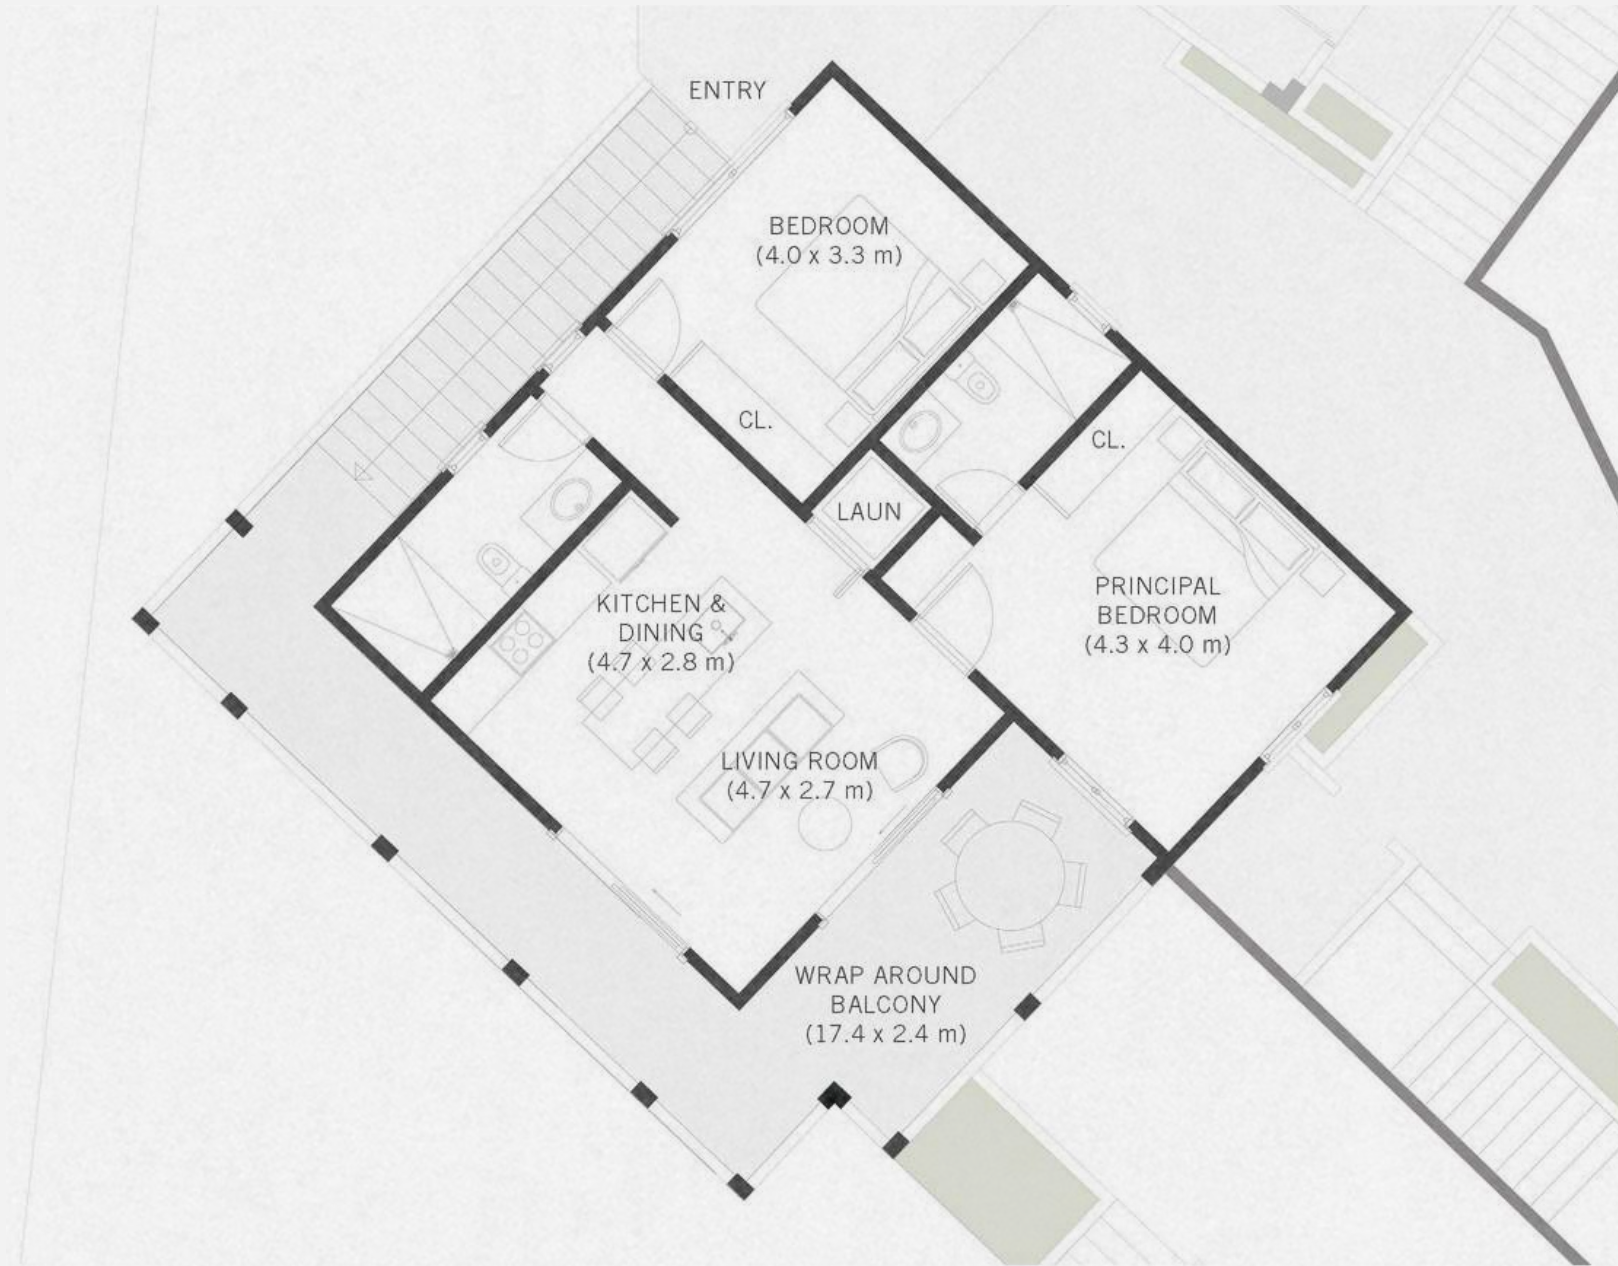 ENTRY
BEDROOM
(4.0 x 3.3 m)
CL.
CL.
LAUN
KITCHEN &
DINING
(4.7 x 2.8 m)
PRINCIPAL
BEDROOM
(4.3 x 4.0 m)
LIVING ROOM
(4.7 x 2.7 m)
WRAP AROUND
BALCONY
(17.4 x 2.4 m)